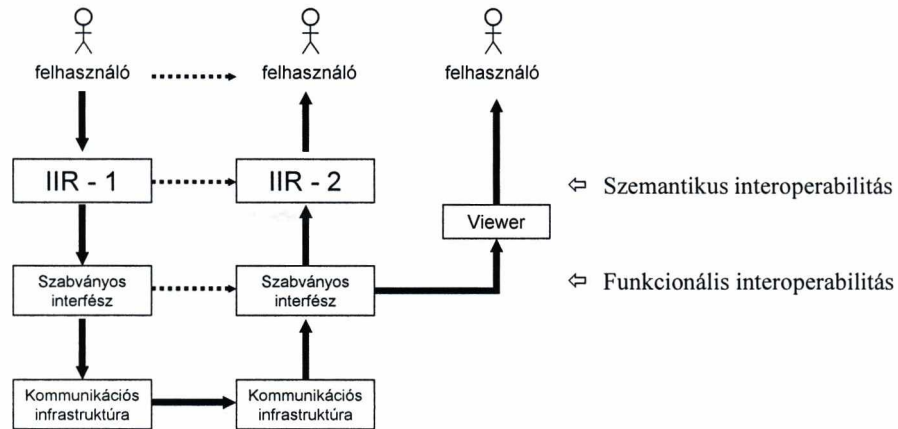 felhasználó
felhasználó
felhasználó
IIR - 1
IIR - 2
Szemantikus interoperabilitás
Viewer
Szabványos
interfész
Szabványos
interfész
Funkcionális interoperabilitás
Kommunikációs
infrastruktúra
Kommunikációs
infrastruktúra